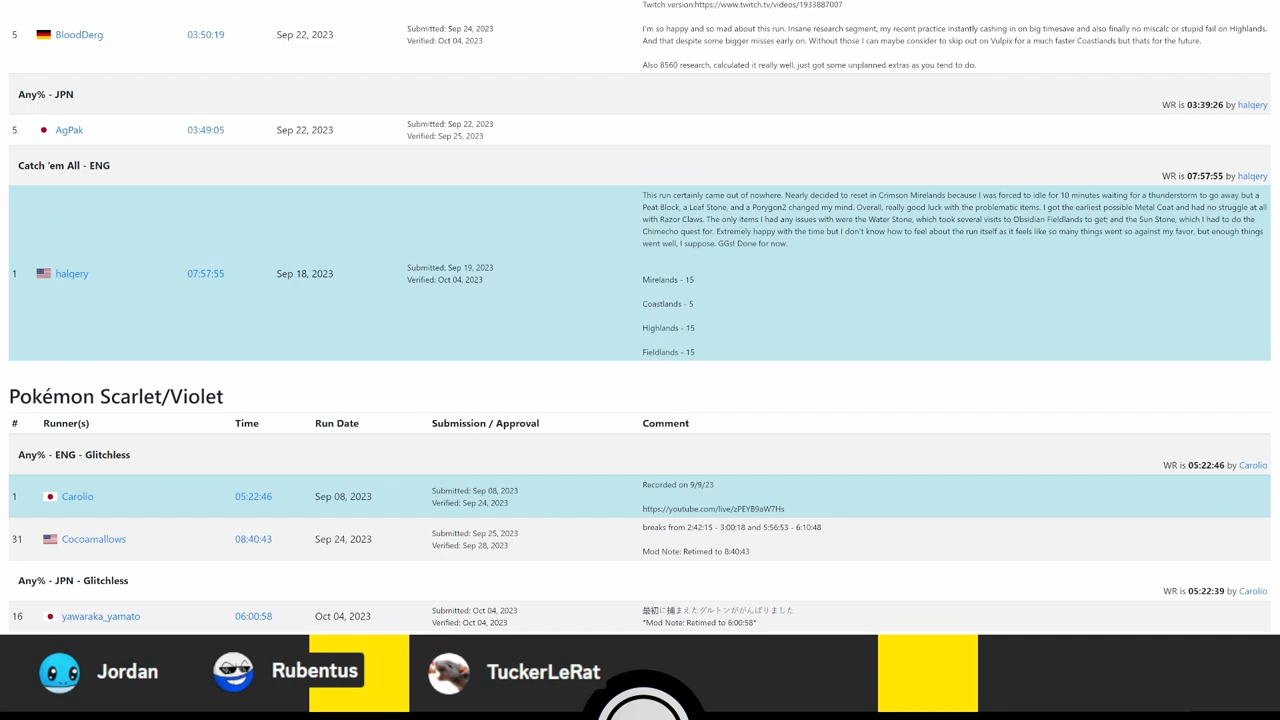 Twitch version:https://www.twitch.tv/videos/1933887007
5 BloodDerg 03:50:19 Sep 22, 2023 Submitted: Sep 24, 2023
Verified: Oct 04, 2023
I'm so happy and so mad about this run. Insane research segment, my recent practice instantly cashing in on big timesave and also finally no miscalc or stupid fail on Highlands.
And that despite some bigger misses early on. Without those I can maybe consider to skip out on Vulpix for a much faster Coastlands but thats for the future.
Also 8560 research, calculated it really well, just got some unplanned extras as you tend to do.
Any% - JPN
WR is 03:39:26 by halqery
5 AgPak 03:49:05 Sep 22, 2023 Submitted: Sep 22, 2023
Verified: Sep 25, 2023
Catch 'em All - ENG
WR is 07:57:55 by halqery
This run certainly came out of nowhere. Nearly decided to reset in Crimson Mirelands because I was forced to idle for 10 minutes waiting for a thunderstorm to go away but a
Peat Block, a Leaf Stone, and a Porygon2 changed my mind. Overall, really good luck with the problematic items. I got the earliest possible Metal Coat and had no struggle at all
with Razor Claws. The only items I had any issues with were the Water Stone, which took several visits to Obsidian Fieldlands to get; and the Sun Stone, which I had to do the
Chimecho quest for. Extremely happy with the time but I don't know how to feel about the run itself as it feels like so many things went so against my favor, but enough things
went well, I suppose. GGs! Done for now.
1 halqery 07:57:55 Sep 18, 2023 Submitted: Sep 19, 2023
Verified: Oct 04, 2023
Mirelands - 15
Coastlands - 5
Highlands - 15
Fieldlands - 15
Pokémon Scarlet/Violet
# Runner(s) Time Run Date Submission / Approval Comment
Any% - ENG - Glitchless
WR is 05:22:46 by Carolio
1 Carolio 05:22:46 Sep 08, 2023 Submitted: Sep 08, 2023
Verified: Sep 24, 2023
Recorded on 9/9/23
https://youtube.com/live/zPEYB9aW7Hs
31 Cocoamallows 08:40:43 Sep 24, 2023 Submitted: Sep 25, 2023
Verified: Sep 28, 2023
breaks from 2:42:15 - 3:00:18 and 5:56:53 - 6:10:48
Mod Note: Retimed to 8:40:43
Any% - JPN - Glitchless
WR is 05:22:39 by Carolio
16 yawaraka_yamato 06:00:58 Oct 04, 2023 Submitted: Oct 04, 2023
Verified: Oct 04, 2023
最初に捕まえたグルトンががんばりました
*Mod Note: Retimed to 6:00:58*
Jordan Rubentus TuckerLeRat